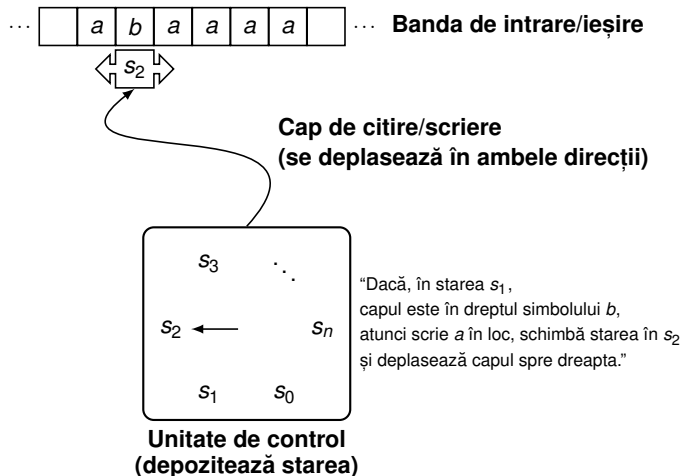 ··· a b a a a a ··· Banda de intrare/ieșire
s2
Cap de citire/scriere
(se deplasează în ambele direcții)
s3 ⋱
"Dacă, în starea s1,
capul este în dreptul simbolului b,
s2 sn
atunci scrie a în loc, schimbă starea în s2
și deplasează capul spre dreapta."
s1 s0
Unitate de control
(depozitează starea)